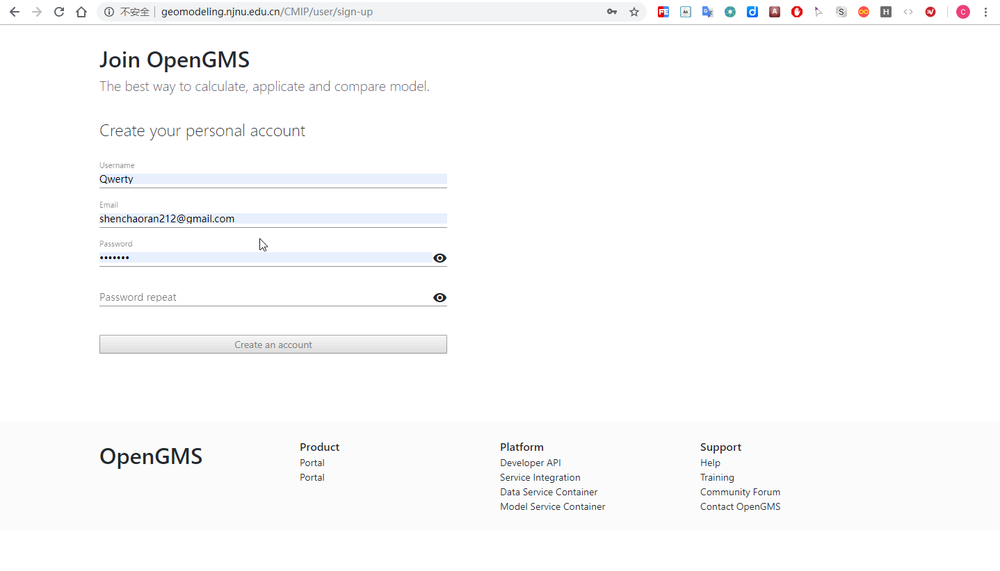 不安全 geomodeling.njnu.edu.cn/CMIP/user/sign-up
Join OpenGMS
The best way to calculate, applicate and compare model.
Create your personal account
Username
Qwerty
Email
shenchaoran212@gmail.com
Password
•••••••
Password repeat
Create an account
OpenGMS
Product
Portal
Portal
Platform
Developer API
Service Integration
Data Service Container
Model Service Container
Support
Help
Training
Community Forum
Contact OpenGMS